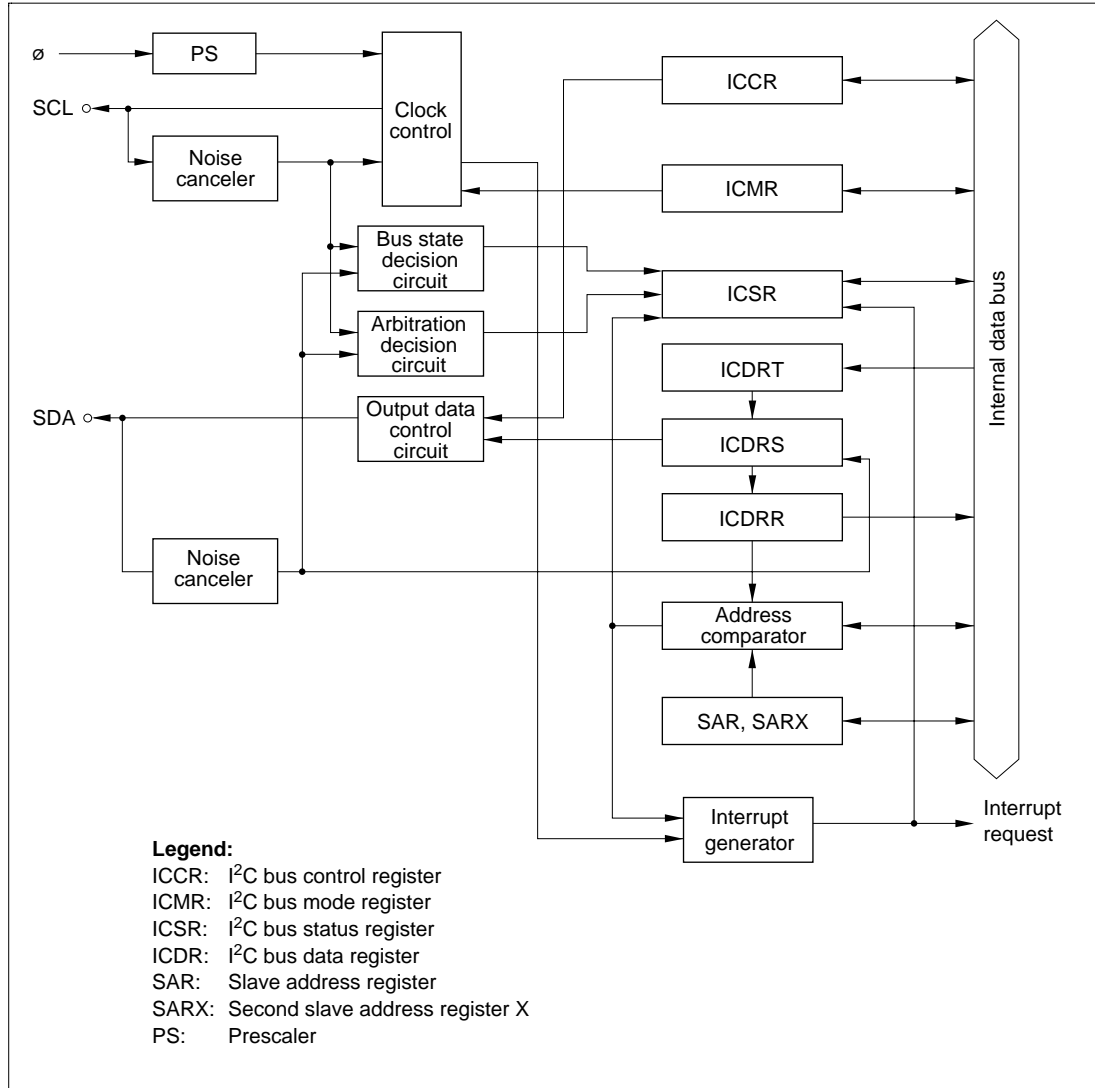 ø
PS
SCL
Clock
control
Noise
canceler
ICCR
ICMR
Bus state
decision
circuit
ICSR
Arbitration
decision
circuit
ICDRT
SDA
Output data
control
circuit
ICDRS
ICDRR
Noise
canceler
Address
comparator
SAR, SARX
Internal data bus
Interrupt
generator
Interrupt
request
Legend:
ICCR: I²C bus control register
ICMR: I²C bus mode register
ICSR: I²C bus status register
ICDR: I²C bus data register
SAR: Slave address register
SARX: Second slave address register X
PS: Prescaler